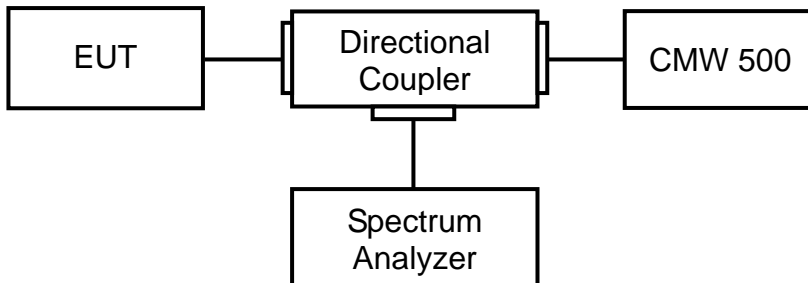 EUT
Directional
Coupler
CMW 500
Spectrum
Analyzer